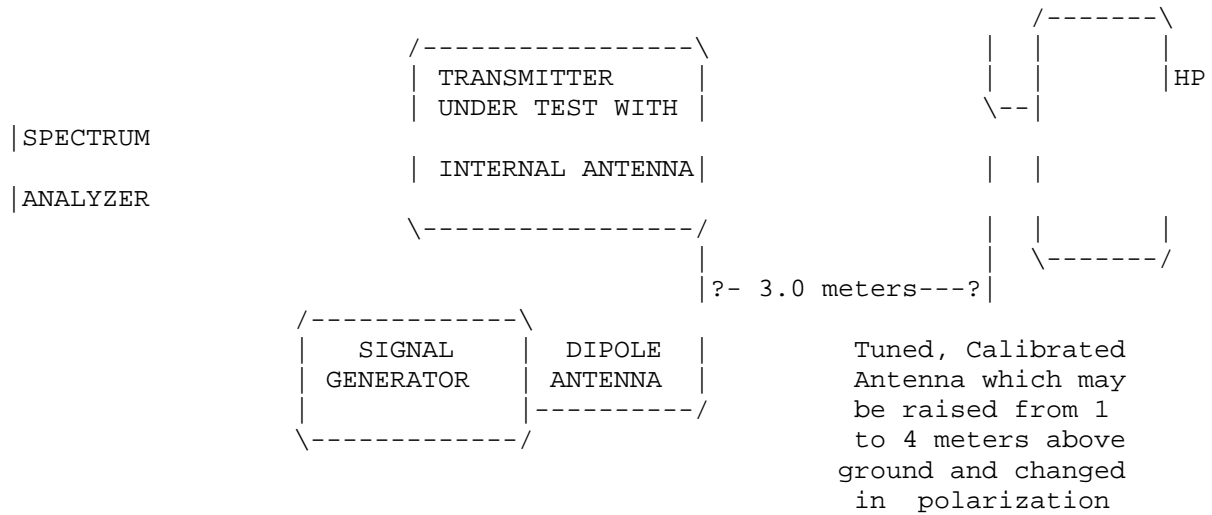 TRANSMITTER
UNDER TEST WITH
INTERNAL ANTENNA
|HP
|SPECTRUM
|ANALYZER
|?- 3.0 meters---?|
SIGNAL
GENERATOR
DIPOLE
ANTENNA
Tuned, Calibrated
Antenna which may
be raised from 1
to 4 meters above
ground and changed
in polarization